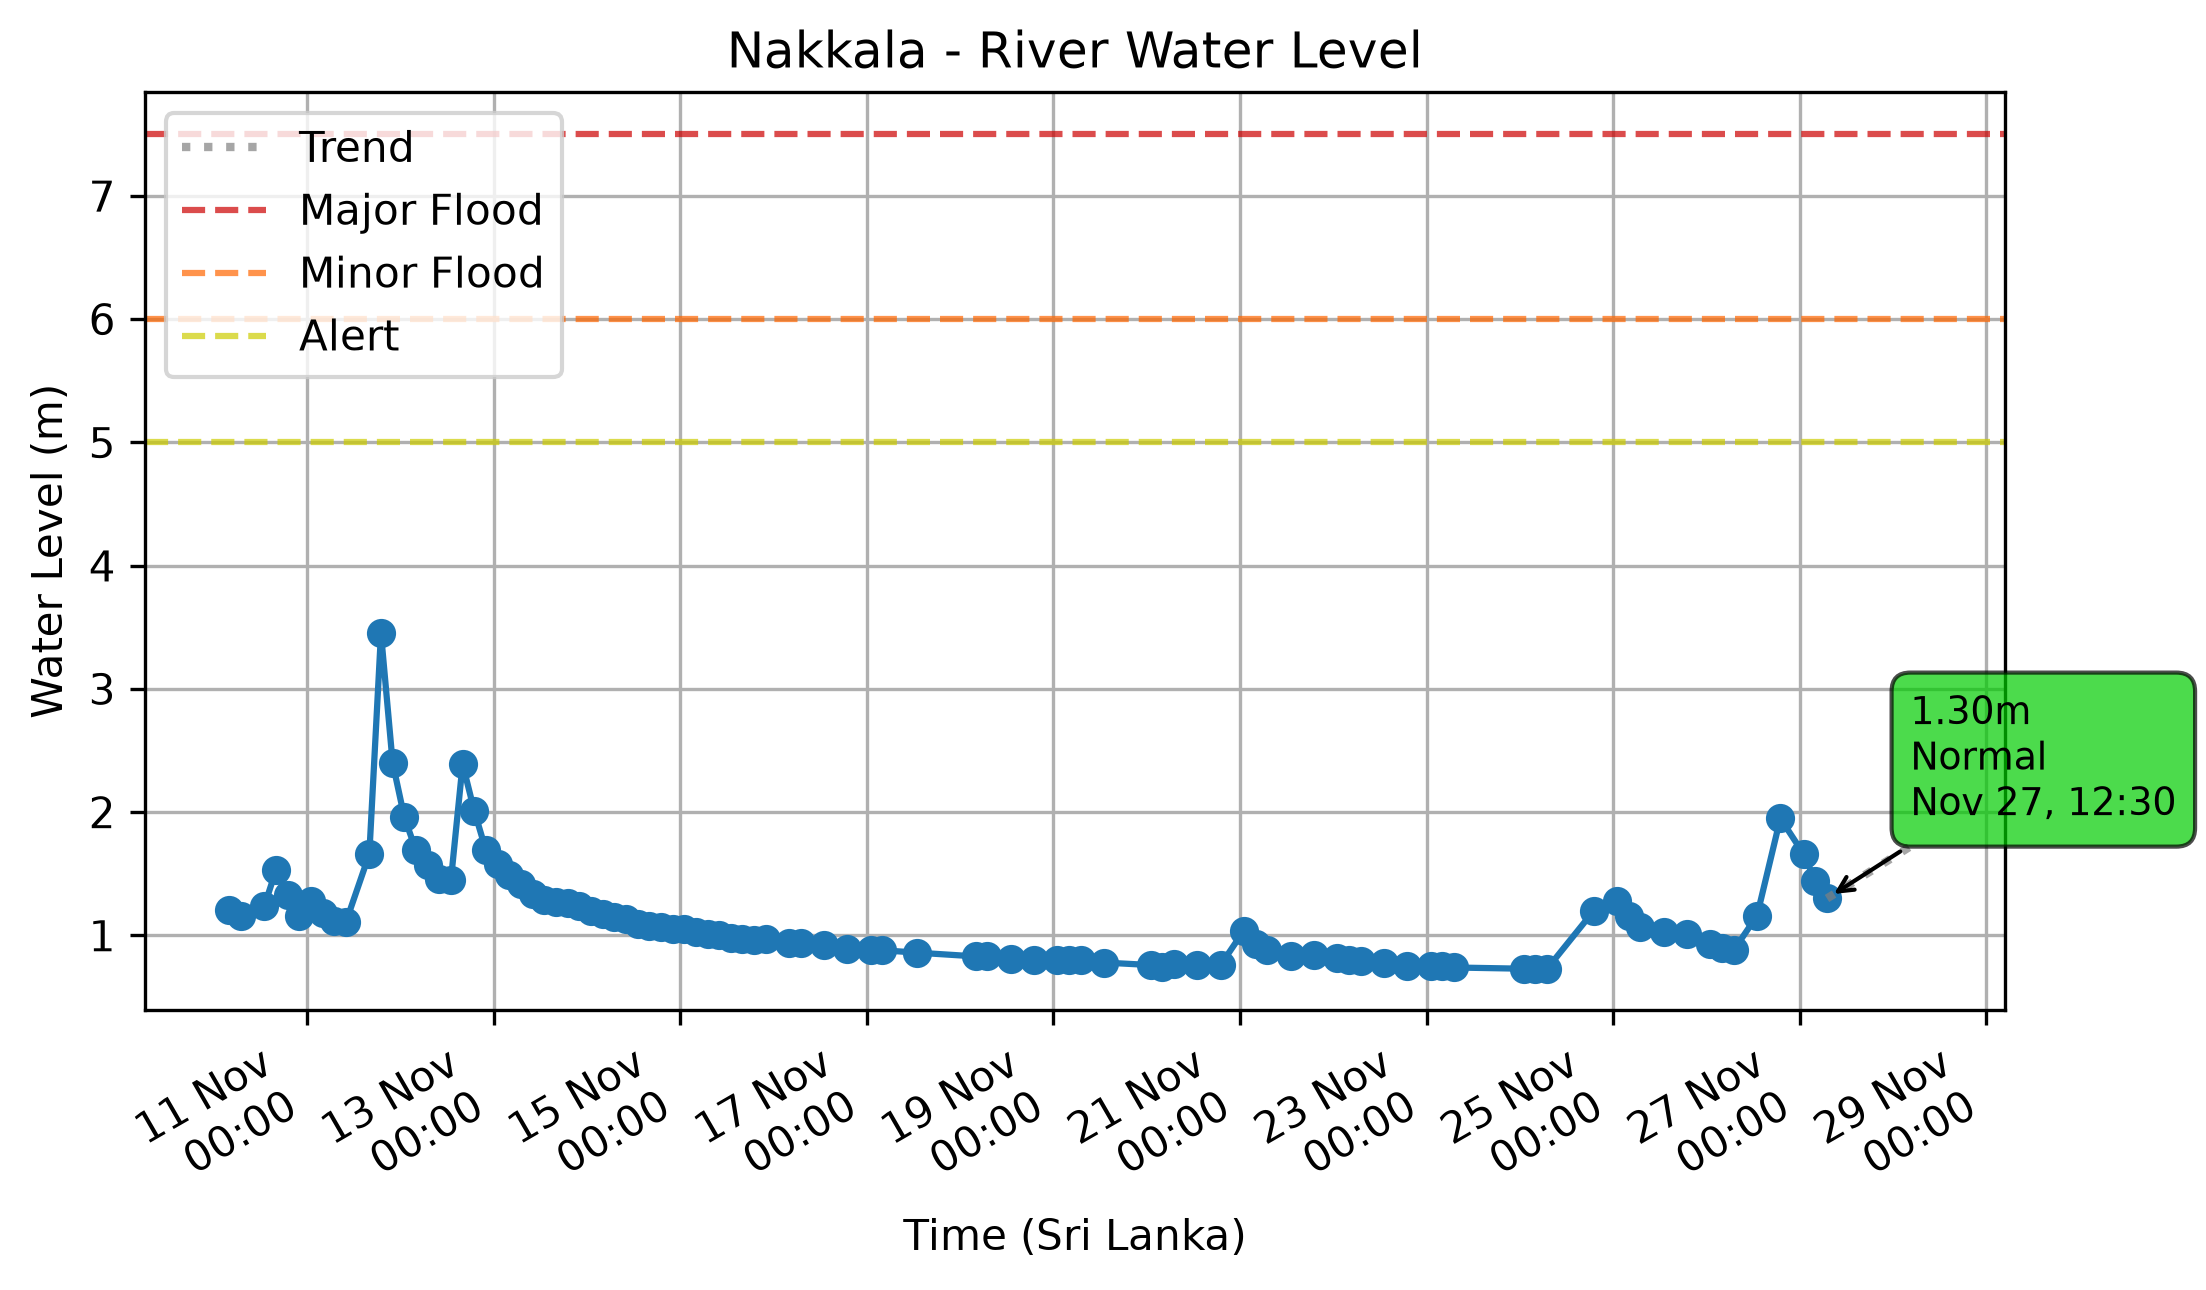 Nakkala - River Water Level
Trend
Major Flood
Minor Flood
Alert
7
6
5
4
3
2
1
Water Level (m)
1.30m
Normal
Nov 27, 12:30
11 Nov
00:00
13 Nov
00:00
15 Nov
00:00
17 Nov
00:00
19 Nov
00:00
21 Nov
00:00
23 Nov
00:00
25 Nov
00:00
27 Nov
00:00
29 Nov
00:00
Time (Sri Lanka)